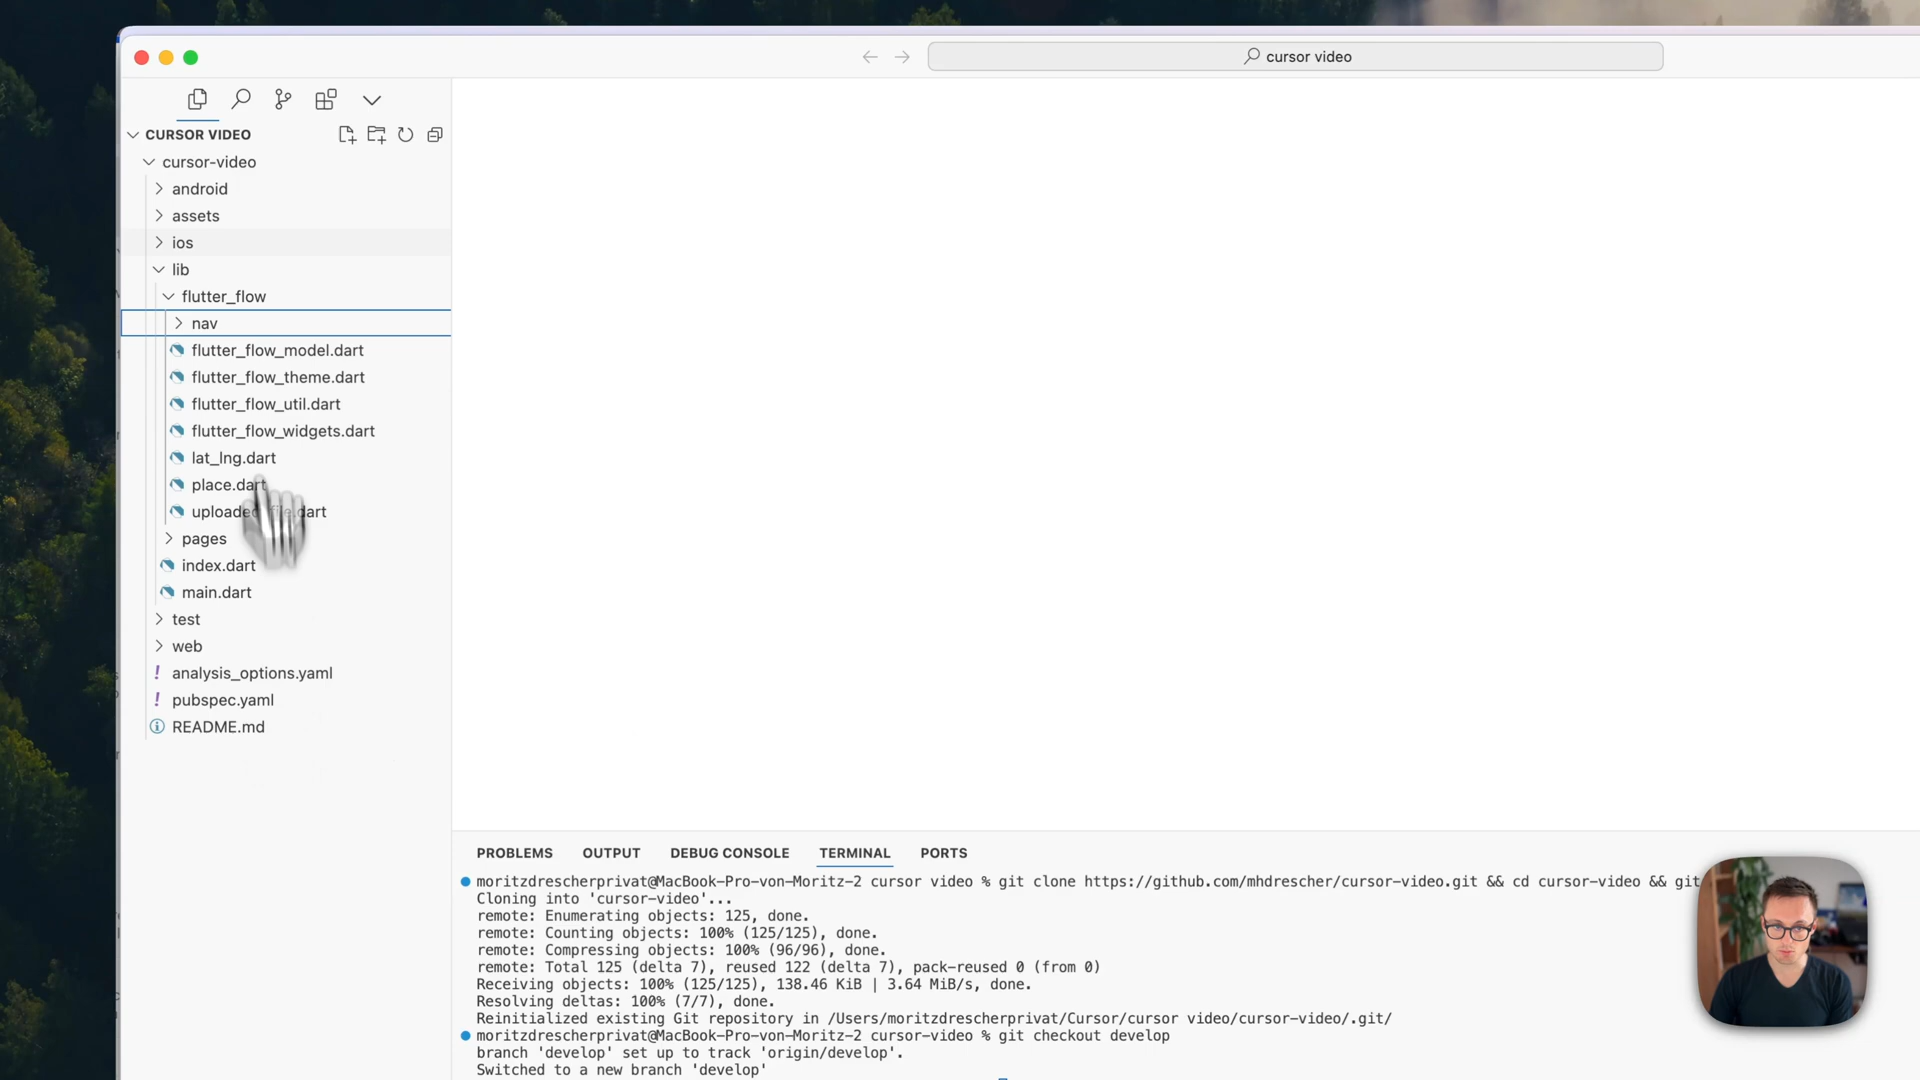 cursor video
CURSOR VIDEO
cursor-video
android
assets
ios
lib
flutter_flow
nav
flutter_flow_model.dart
flutter_flow_theme.dart
flutter_flow_util.dart
flutter_flow_widgets.dart
lat_lng.dart
place.dart
uploaded_file.dart
pages
index.dart
main.dart
test
web
! analysis_options.yaml
! pubspec.yaml
README.md
PROBLEMS OUTPUT DEBUG CONSOLE TERMINAL PORTS
moritzdrescherprivat@MacBook-Pro-von-Moritz-2 cursor video % git clone https://github.com/mhdrescher/cursor-video.git && cd cursor-video && git
Cloning into 'cursor-video'...
remote: Enumerating objects: 125, done.
remote: Counting objects: 100% (125/125), done.
remote: Compressing objects: 100% (96/96), done.
remote: Total 125 (delta 7), reused 122 (delta 7), pack-reused 0 (from 0)
Receiving objects: 100% (125/125), 138.46 KiB | 3.64 MiB/s, done.
Resolving deltas: 100% (7/7), done.
Reinitialized existing Git repository in /Users/moritzdrescherprivat/Cursor/cursor video/cursor-video/.git/
moritzdrescherprivat@MacBook-Pro-von-Moritz-2 cursor-video % git checkout develop
branch 'develop' set up to track 'origin/develop'.
Switched to a new branch 'develop'